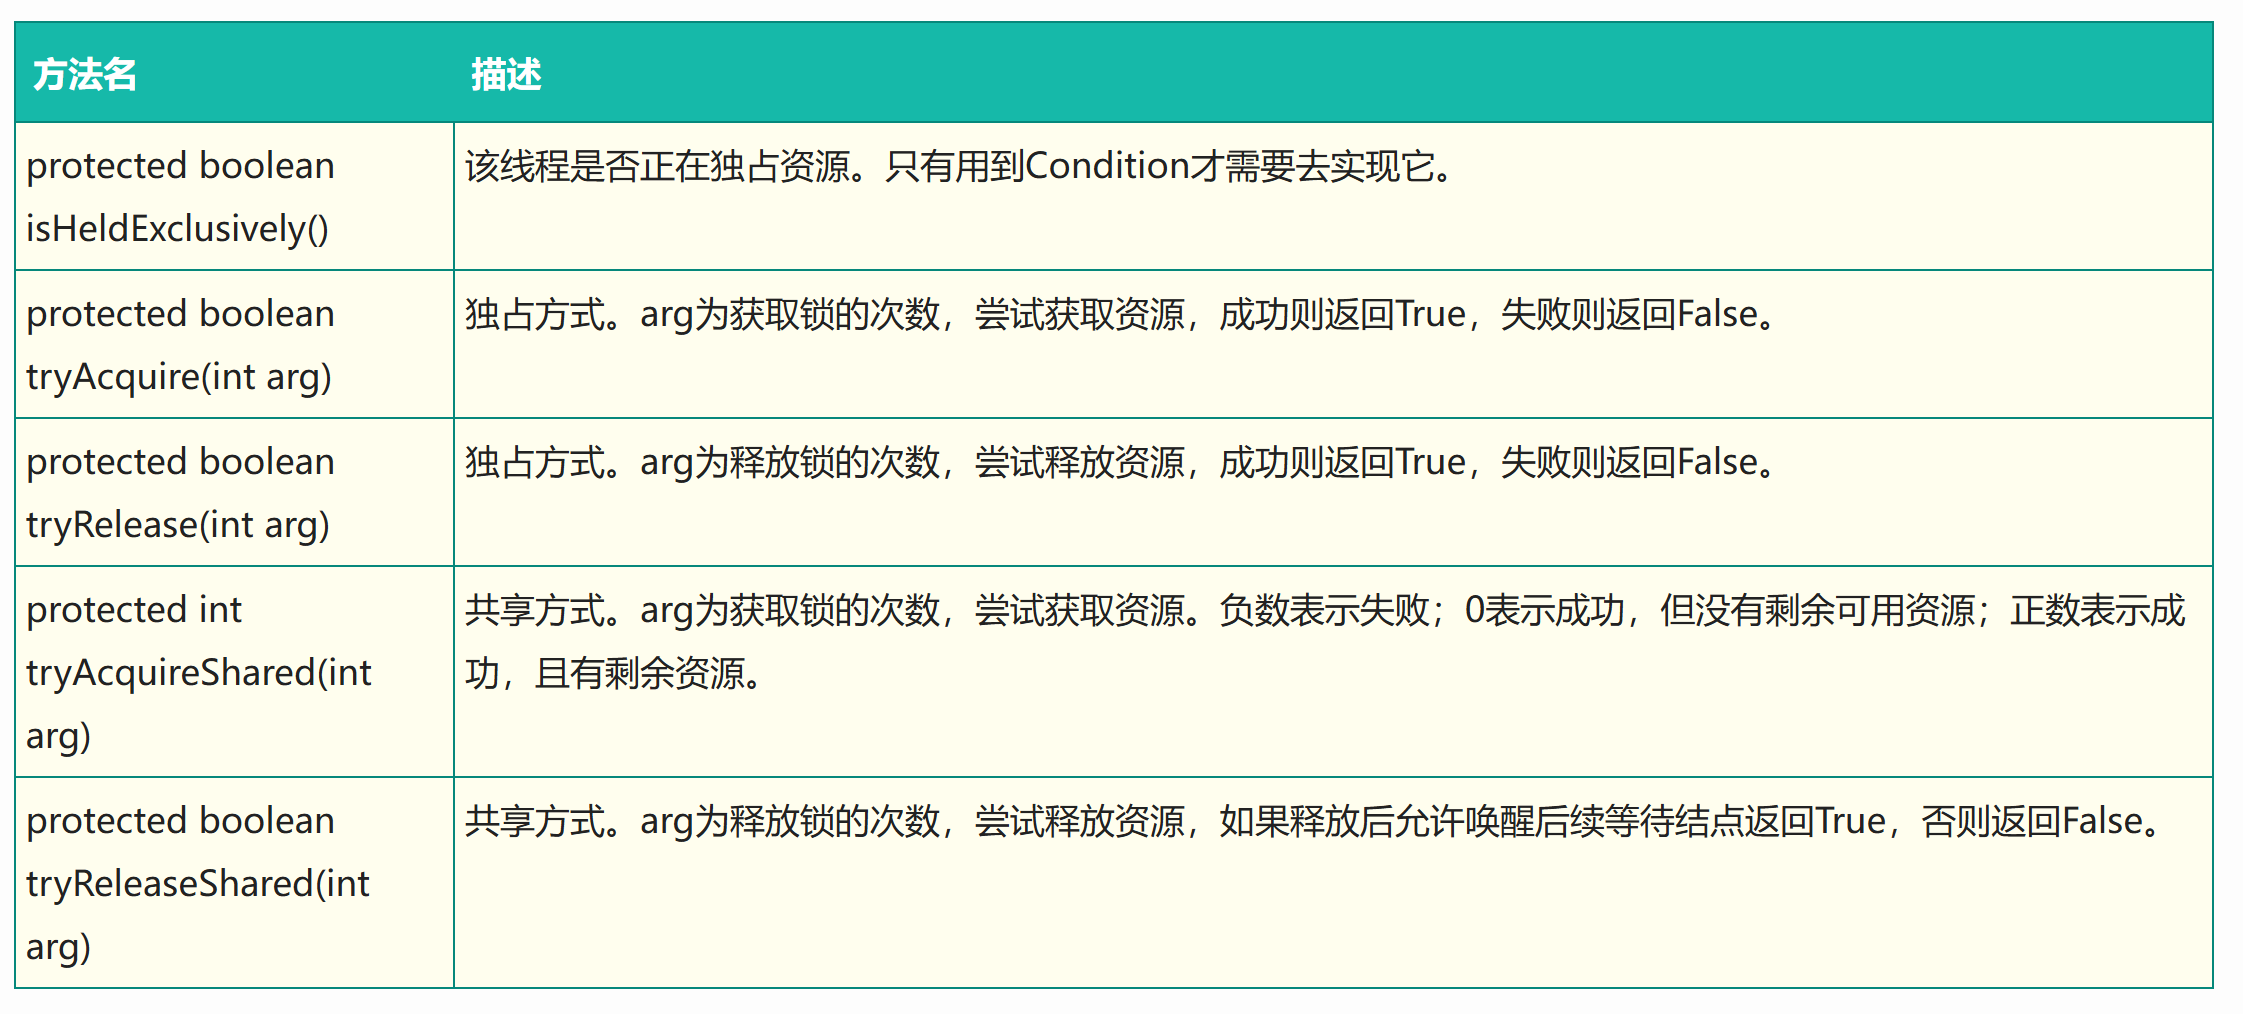 方法名
描述
protected boolean
isHeldExclusively()
该线程是否正在独占资源。只有用到Condition才需要去实现它。
protected boolean
tryAcquire(int arg)
独占方式。arg为获取锁的次数，尝试获取资源，成功则返回True，失败则返回False。
protected boolean
tryRelease(int arg)
独占方式。arg为释放锁的次数，尝试释放资源，成功则返回True，失败则返回False。
protected int
tryAcquireShared(int
arg)
共享方式。arg为获取锁的次数，尝试获取资源。负数表示失败；0表示成功，但没有剩余可用资源；正数表示成
功，且有剩余资源。
protected boolean
tryReleaseShared(int
arg)
共享方式。arg为释放锁的次数，尝试释放资源，如果释放后允许唤醒后续等待结点返回True，否则返回False。